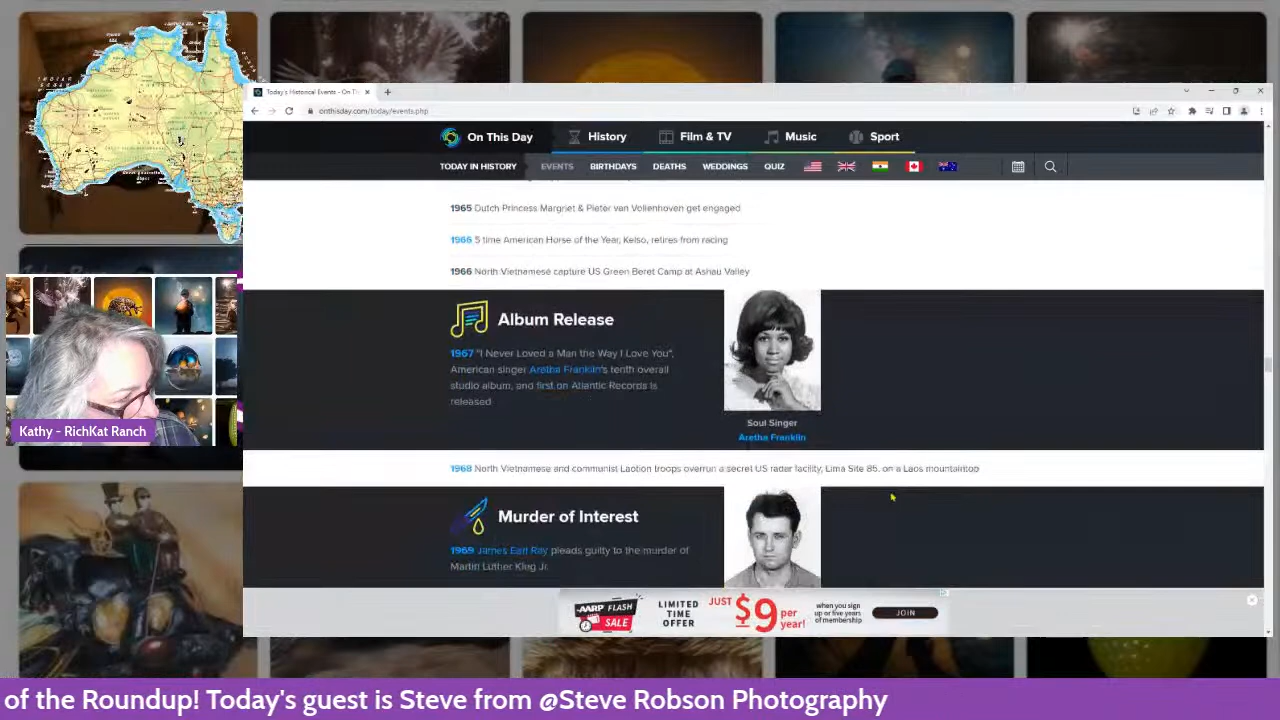 Today's Historical Events - On Th
onthisday.com/today/events.php
On This Day History Film & TV Music Sport
TODAY IN HISTORY EVENTS BIRTHDAYS DEATHS WEDDINGS QUIZ
1965 Dutch Princess Margriet & Pieter van Vollenhoven get engaged
1966 5 time American Horse of the Year, Kelso, retires from racing
1966 North Vietnamese capture US Green Beret Camp at Ashau Valley
Album Release
1967 "I Never Loved a Man the Way I Love You",
American singer Aretha Franklin's tenth overall
studio album, and first on Atlantic Records is
released
Soul Singer
Aretha Franklin
1968 North Vietnamese and communist Laotian troops overrun a secret US radar facility, Lima Site 85, on a Laos mountaintop
Murder of Interest
1969 James Earl Ray pleads guilty to the murder of
Martin Luther King Jr.
AARP FLASH
SALE
LIMITED
TIME
OFFER
JUST
$9 per
year!
when you sign
up for five years
of membership
JOIN
Kathy - RichKat Ranch
of the Roundup! Today's guest is Steve from @Steve Robson Photography